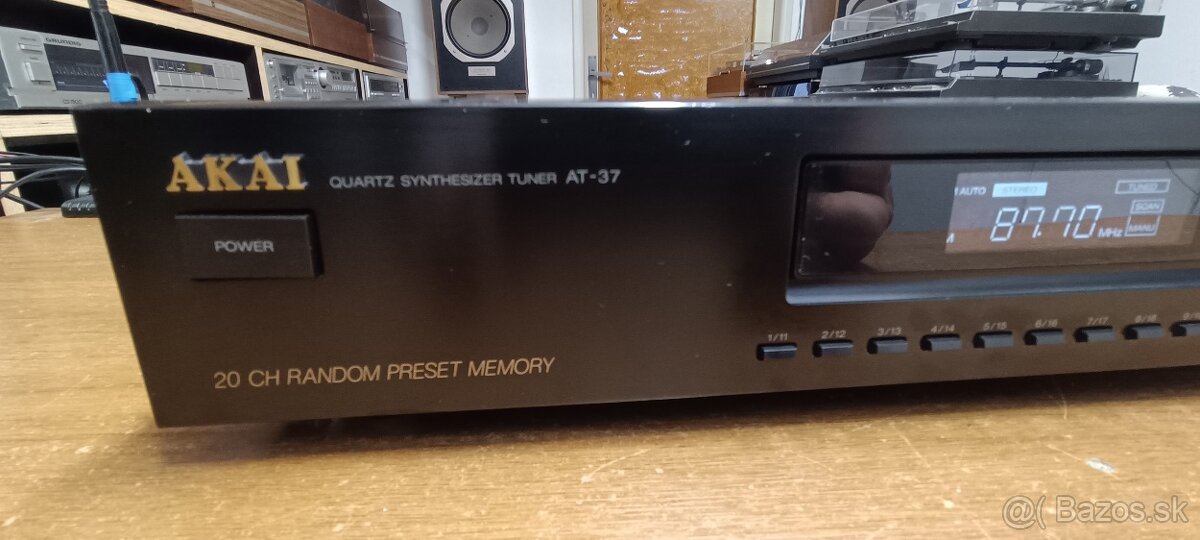 GRUNDIG
AKAI QUARTZ SYNTHESIZER TUNER AT-37
POWER
AUTO STEREO TUNED
87.70 MHz SCAN
MANU
1/11 2/12 3/13 4/14 5/15 6/16 7/17 8/18
20 CH RANDOM PRESET MEMORY
@( Bazos.sk